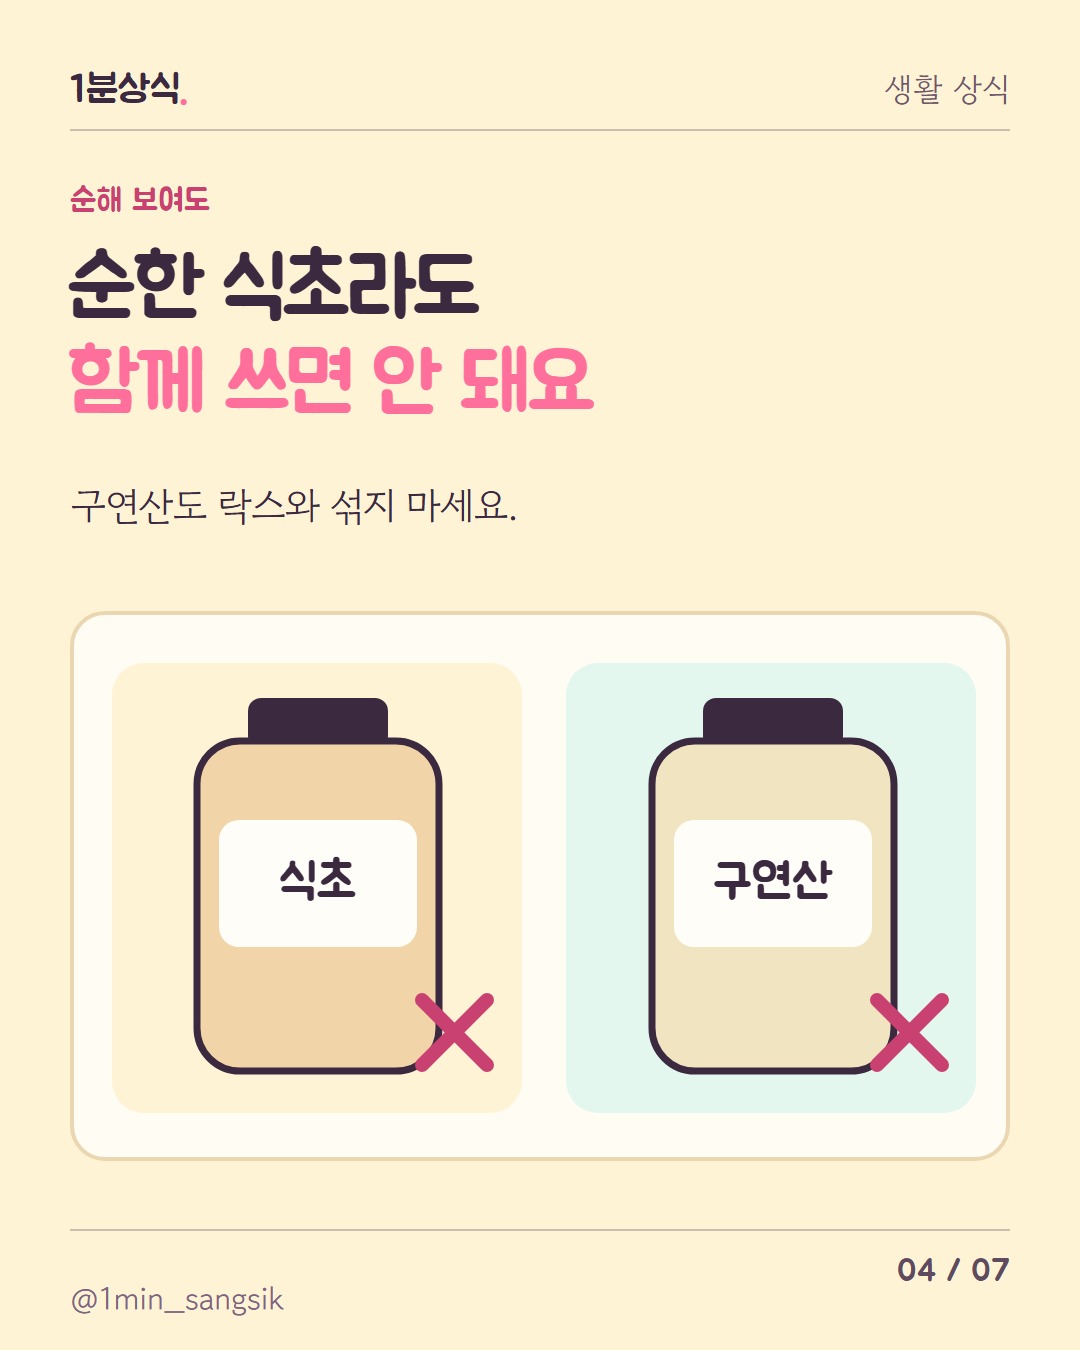 1분상식.
생활 상식
순해 보여도
순한 식초라도
함께 쓰면 안 돼요
구연산도 락스와 섞지 마세요.
식초
구연산
04 / 07
@1min_sangsik